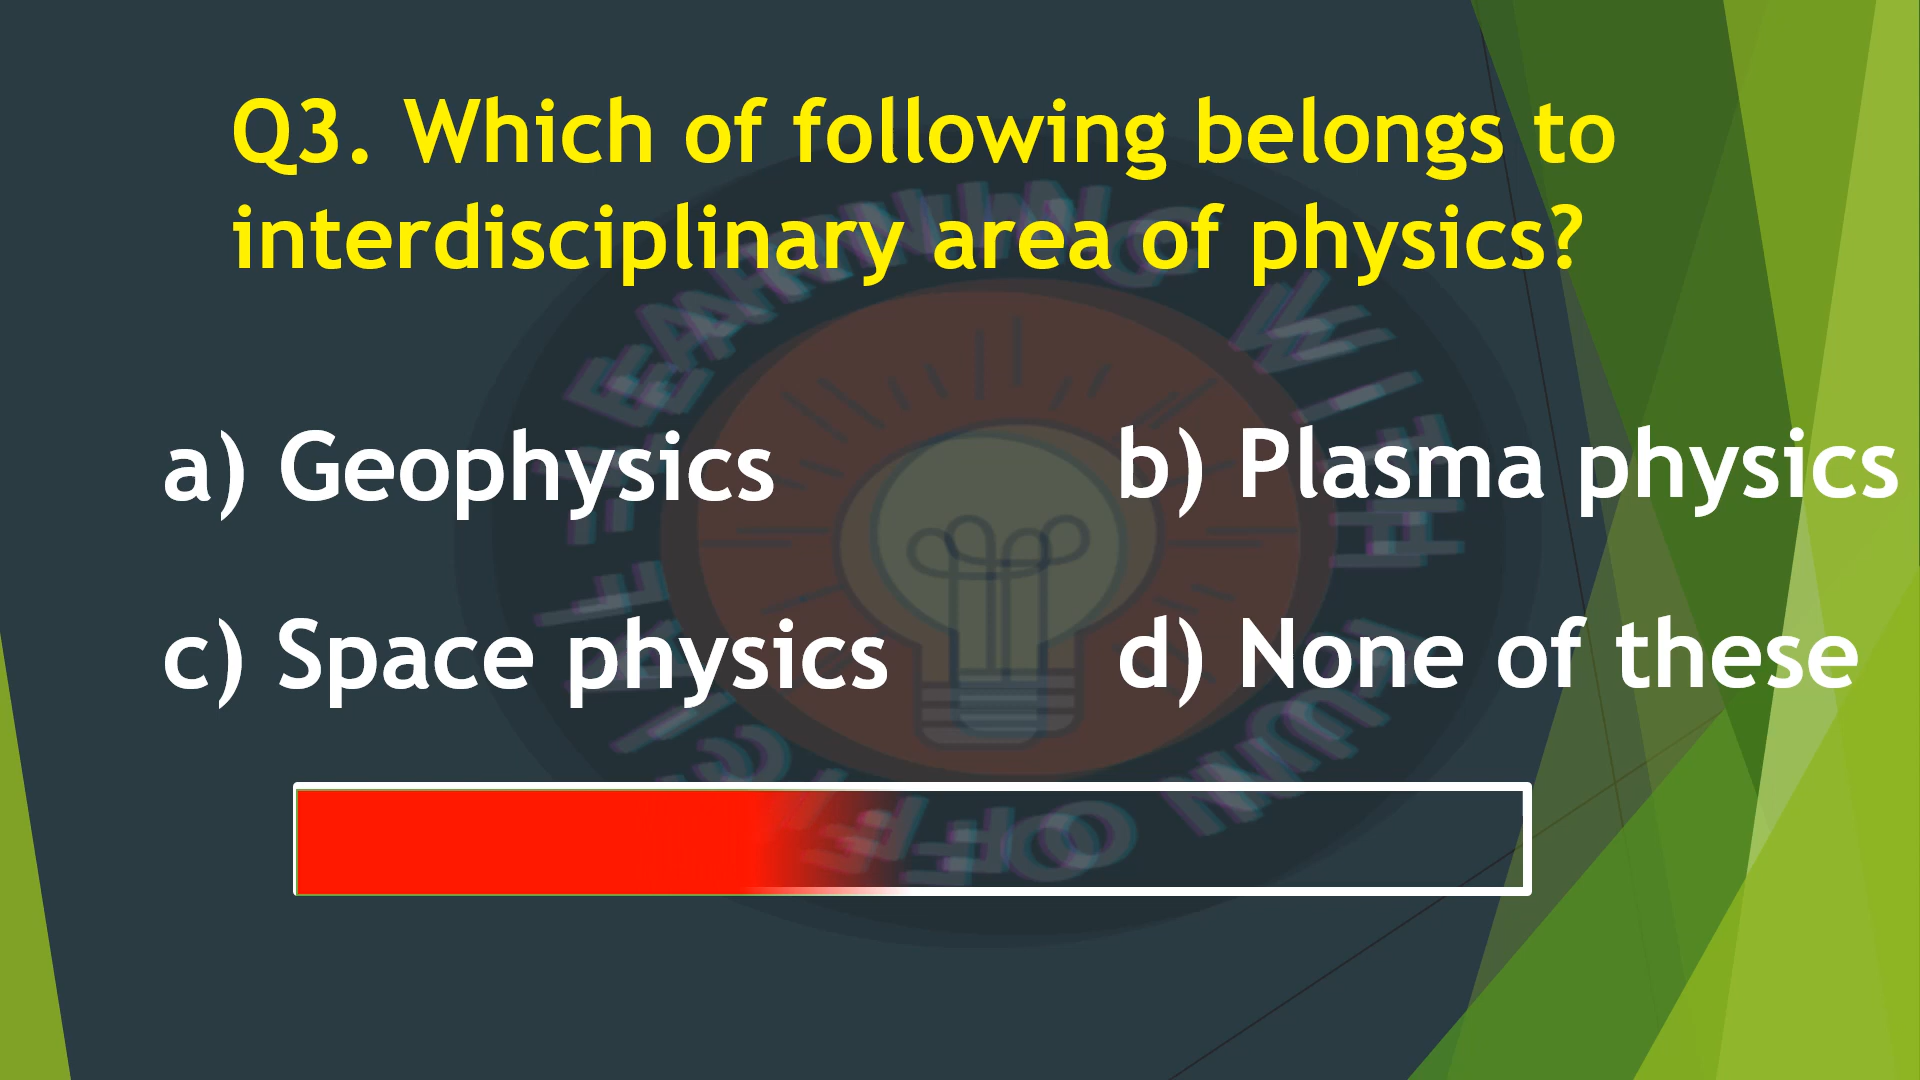 Q3. Which of following belongs to
interdisciplinary area of physics?
a) Geophysics
b) Plasma physics
c) Space physics
d) None of these